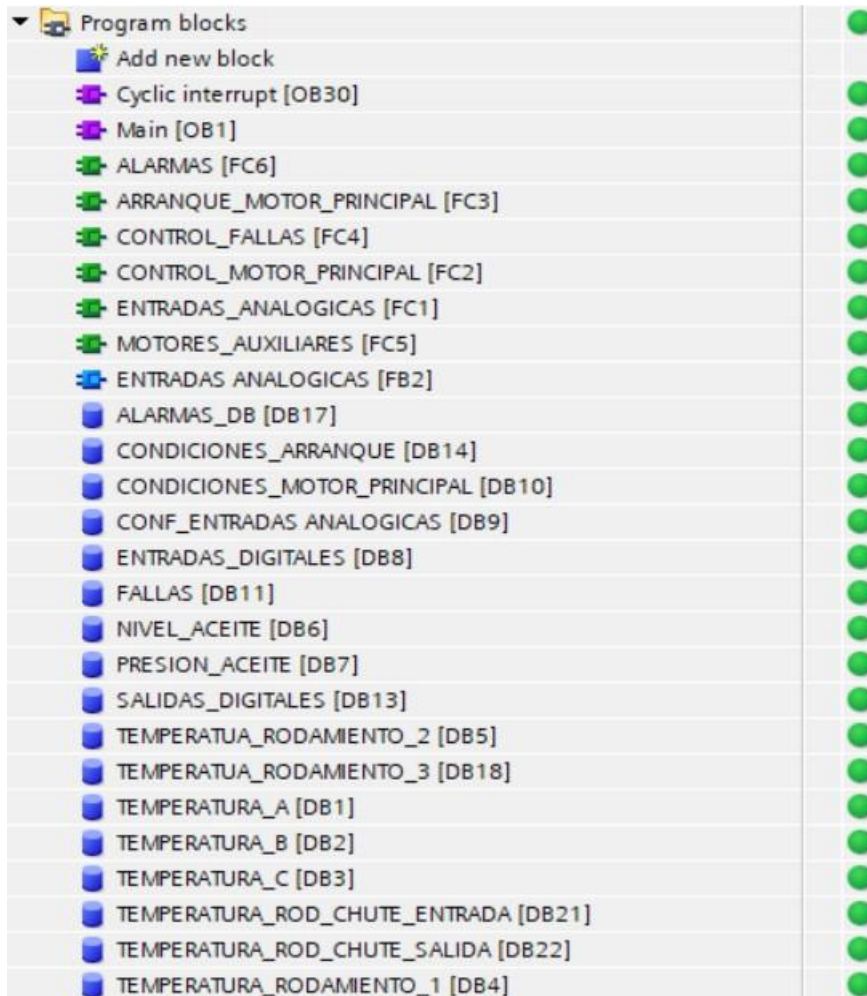 Program blocks
Add new block
Cyclic interrupt [OB30]
Main [OB1]
ALARMAS [FC6]
ARRANQUE_MOTOR_PRINCIPAL [FC3]
CONTROL_FALLAS [FC4]
CONTROL_MOTOR_PRINCIPAL [FC2]
ENTRADAS_ANALOGICAS [FC1]
MOTORES_AUXILIARES [FC5]
ENTRADAS ANALOGICAS [FB2]
ALARMAS_DB [DB17]
CONDICIONES_ARRANQUE [DB14]
CONDICIONES_MOTOR_PRINCIPAL [DB10]
CONF_ENTRADAS ANALOGICAS [DB9]
ENTRADAS_DIGITALES [DB8]
FALLAS [DB11]
NIVEL_ACEITE [DB6]
PRESION_ACEITE [DB7]
SALIDAS_DIGITALES [DB13]
TEMPERATUA_RODAMIENTO_2 [DB5]
TEMPERATUA_RODAMIENTO_3 [DB18]
TEMPERATURA_A [DB1]
TEMPERATURA_B [DB2]
TEMPERATURA_C [DB3]
TEMPERATURA_ROD_CHUTE_ENTRADA [DB21]
TEMPERATURA_ROD_CHUTE_SALIDA [DB22]
TEMPERATURA_RODAMIENTO_1 [DB4]